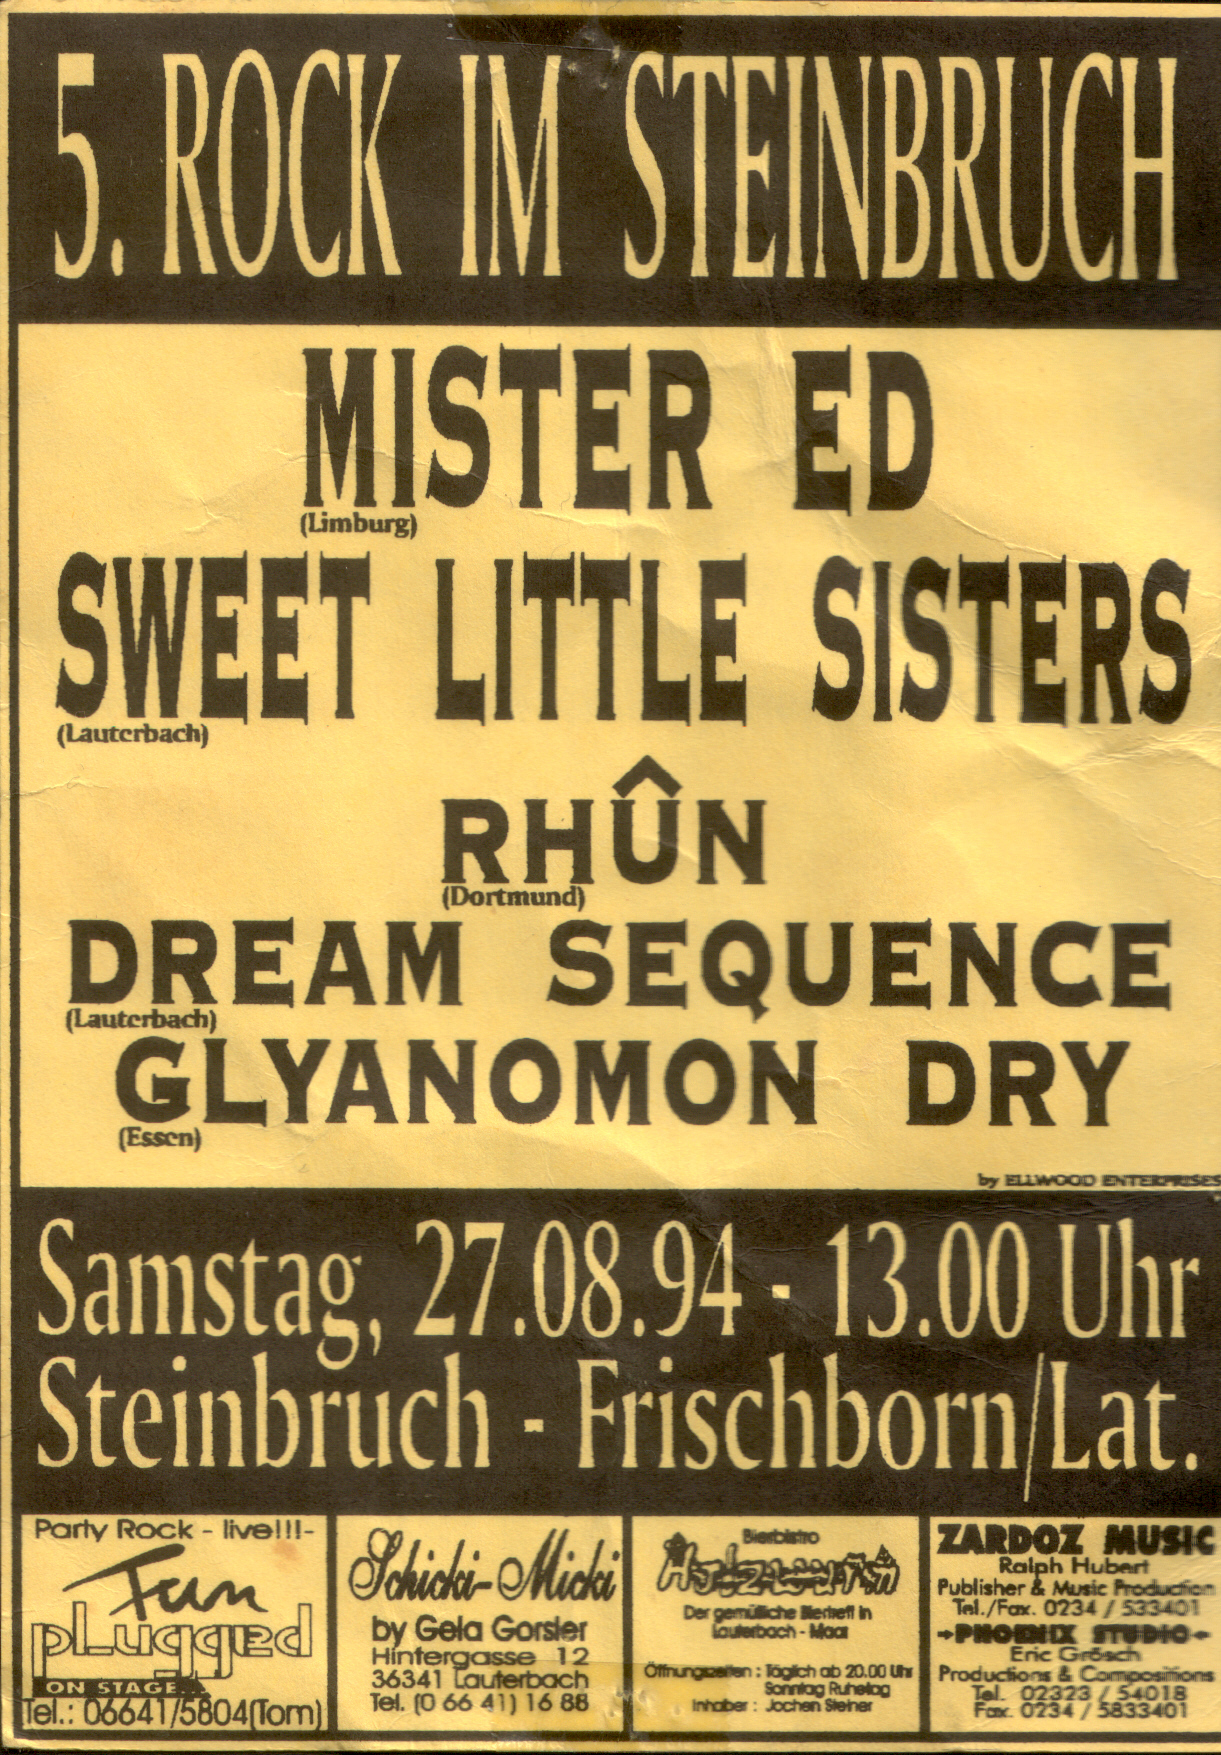 5. ROCK IM STEINBRUCH
MISTER ED
(Limburg)
SWEET LITTLE SISTERS
(Lauterbach)
RHÛN
(Dortmund)
DREAM SEQUENCE
(Lauterbach)
GLYANOMON DRY
(Essen)
by ELLWOOD ENTERPRISES
Samstag, 27.08.94 - 13.00 Uhr
Steinbruch - Frischborn/Lat.
Party Rock - live!!!-
Fun
pLugged
ON STAGE...
Tel.: 06641/5804(Tom)
Schicki-Micki
by Gela Gorsler
Hintergasse 12
36341 Lauterbach
Tel. (0 66 41) 16 88
Bierbistro
Der gemütliche Biertreff in
Lauterbach - Maar
Öffnungszeiten : Täglich ab 20.00 Uhr
Sonntag Ruhetag
Inhaber : Jochen Steiner
ZARDOZ MUSIC
Ralph Hubert
Publisher & Music Production
Tel./Fax. 0234 / 533401
-PHOENIX STUDIO-
Eric Grösch
Productions & Compositions
Tel. 02323 / 54018
Fax. 0234 / 5833401